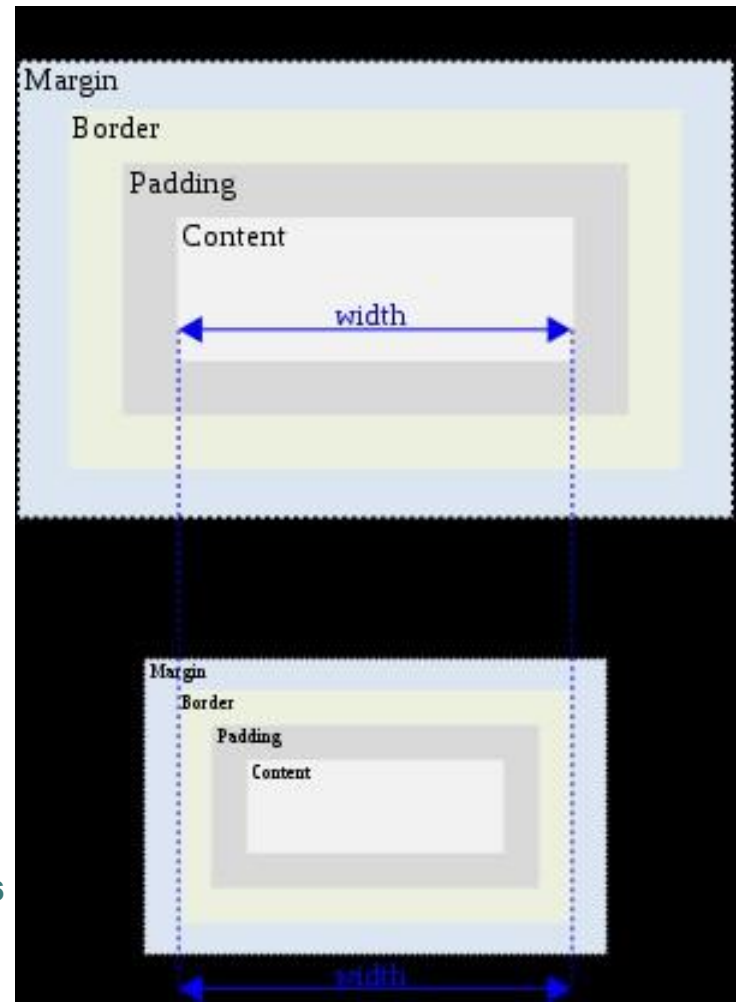 Margin
Border
Padding
Content
width
Margin
Border
Padding
Content
width